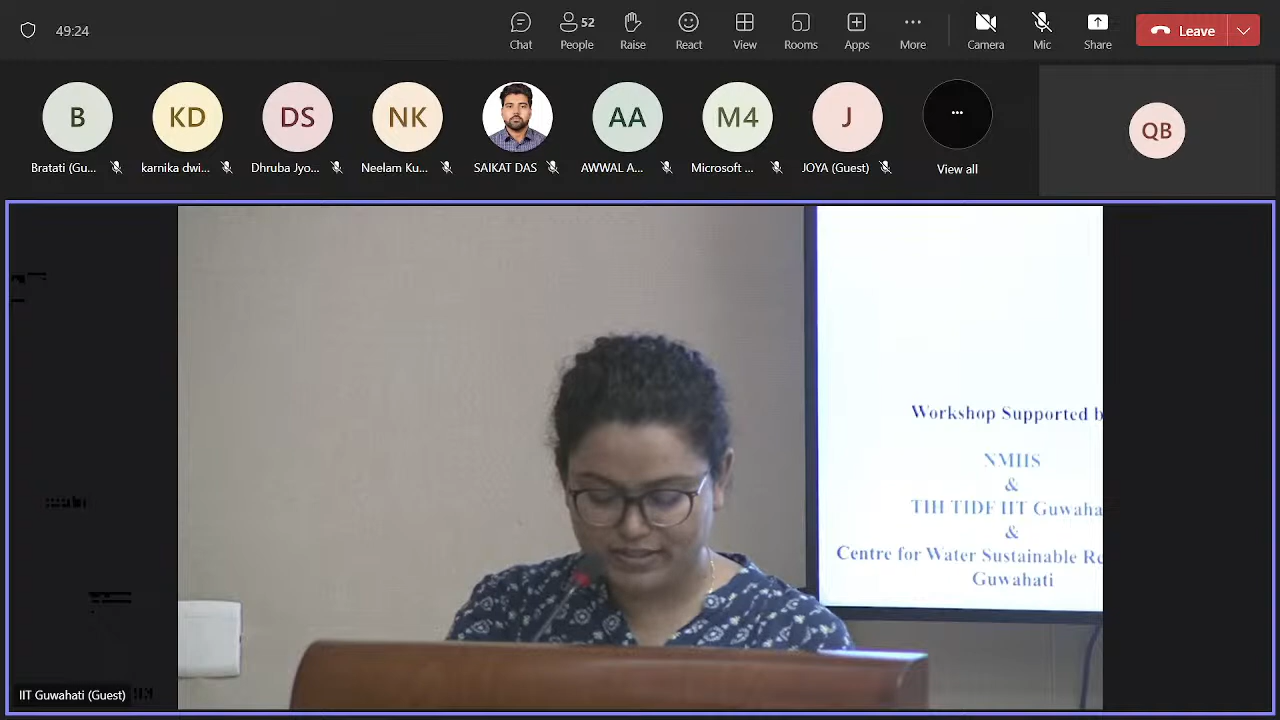 49:24
Chat
52
People
Raise
React
View
Rooms
Apps
More
Camera
Mic
Share
Leave
B
KD
DS
NK
AA
M4
J
QB
Bratati (Gu...
karnika dwi...
Dhruba Jyo...
Neelam Ku...
SAIKAT DAS
AWWAL A...
Microsoft ...
JOYA (Guest)
View all
Workshop Supported b
NMHS
&
TIH TIDF IIT Guwaha
&
Centre for Water Sustainable Re
Guwahati
IIT Guwahati (Guest)